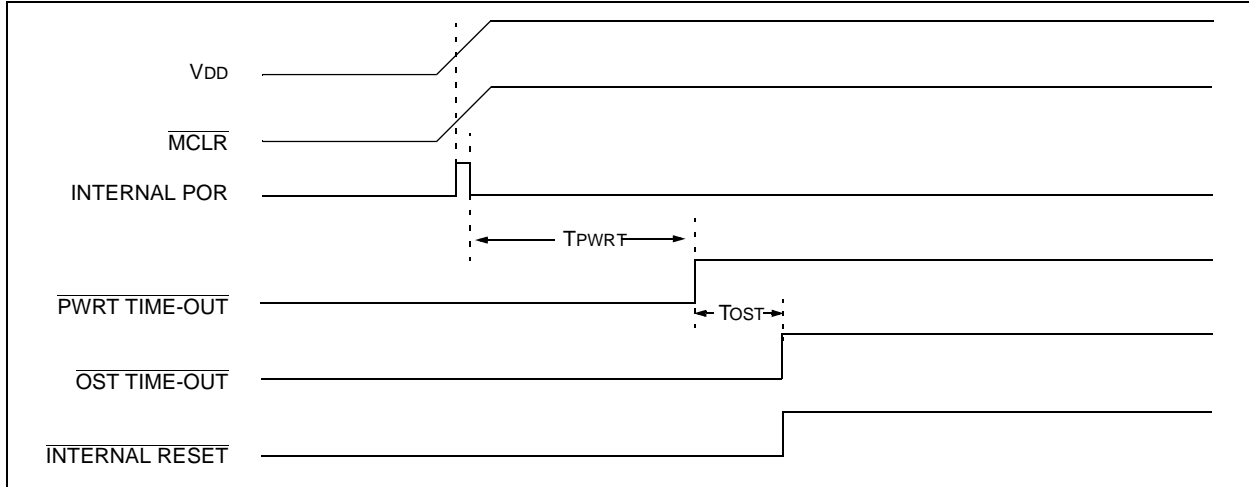 VDD
MCLR
INTERNAL POR
TPWRT
PWRT TIME-OUT
TOST
OST TIME-OUT
INTERNAL RESET